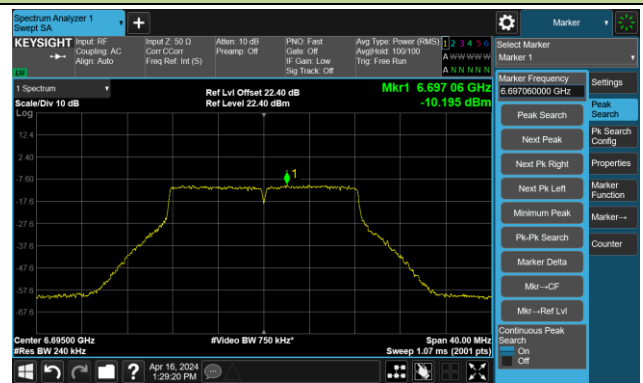 Spectrum Analyzer 1
Swept SA
Marker
KEYSIGHT
Input: RF
Coupling: AC
Align: Auto
Input Z: 50 Ω
Corr CCorr
Freq Ref: Int (S)
Atten: 10 dB
Preamp: Off
PNO: Fast
Gate: Off
IF Gain: Low
Sig Track: Off
Avg Type: Power (RMS)
Avg|Hold: 100/100
Trig: Free Run
1 2 3 4 5 6
A W W W W W
A N N N N N
LU
Select Marker
Marker 1
1 Spectrum
Scale/Div 10 dB
Log
Ref Lvl Offset 22.40 dB
Ref Level 22.40 dBm
Mkr1 6.697 06 GHz
-10.195 dBm
Marker Frequency
6.697060000 GHz
Peak Search
Next Peak
Next Pk Right
Next Pk Left
Minimum Peak
Pk-Pk Search
Marker Delta
Mkr→CF
Mkr→Ref Lvl
Continuous Peak
Search
On
Off
Settings
Peak
Search
Pk Search
Config
Properties
Marker
Function
Marker→
Counter
12.4
2.40
-7.60
-17.6
-27.6
-37.6
-47.6
-57.6
-67.6
1
Center 6.69500 GHz
#Res BW 240 kHz
#Video BW 750 kHz*
Span 40.00 MHz
Sweep 1.07 ms (2001 pts)
Apr 16, 2024
1:29:20 PM